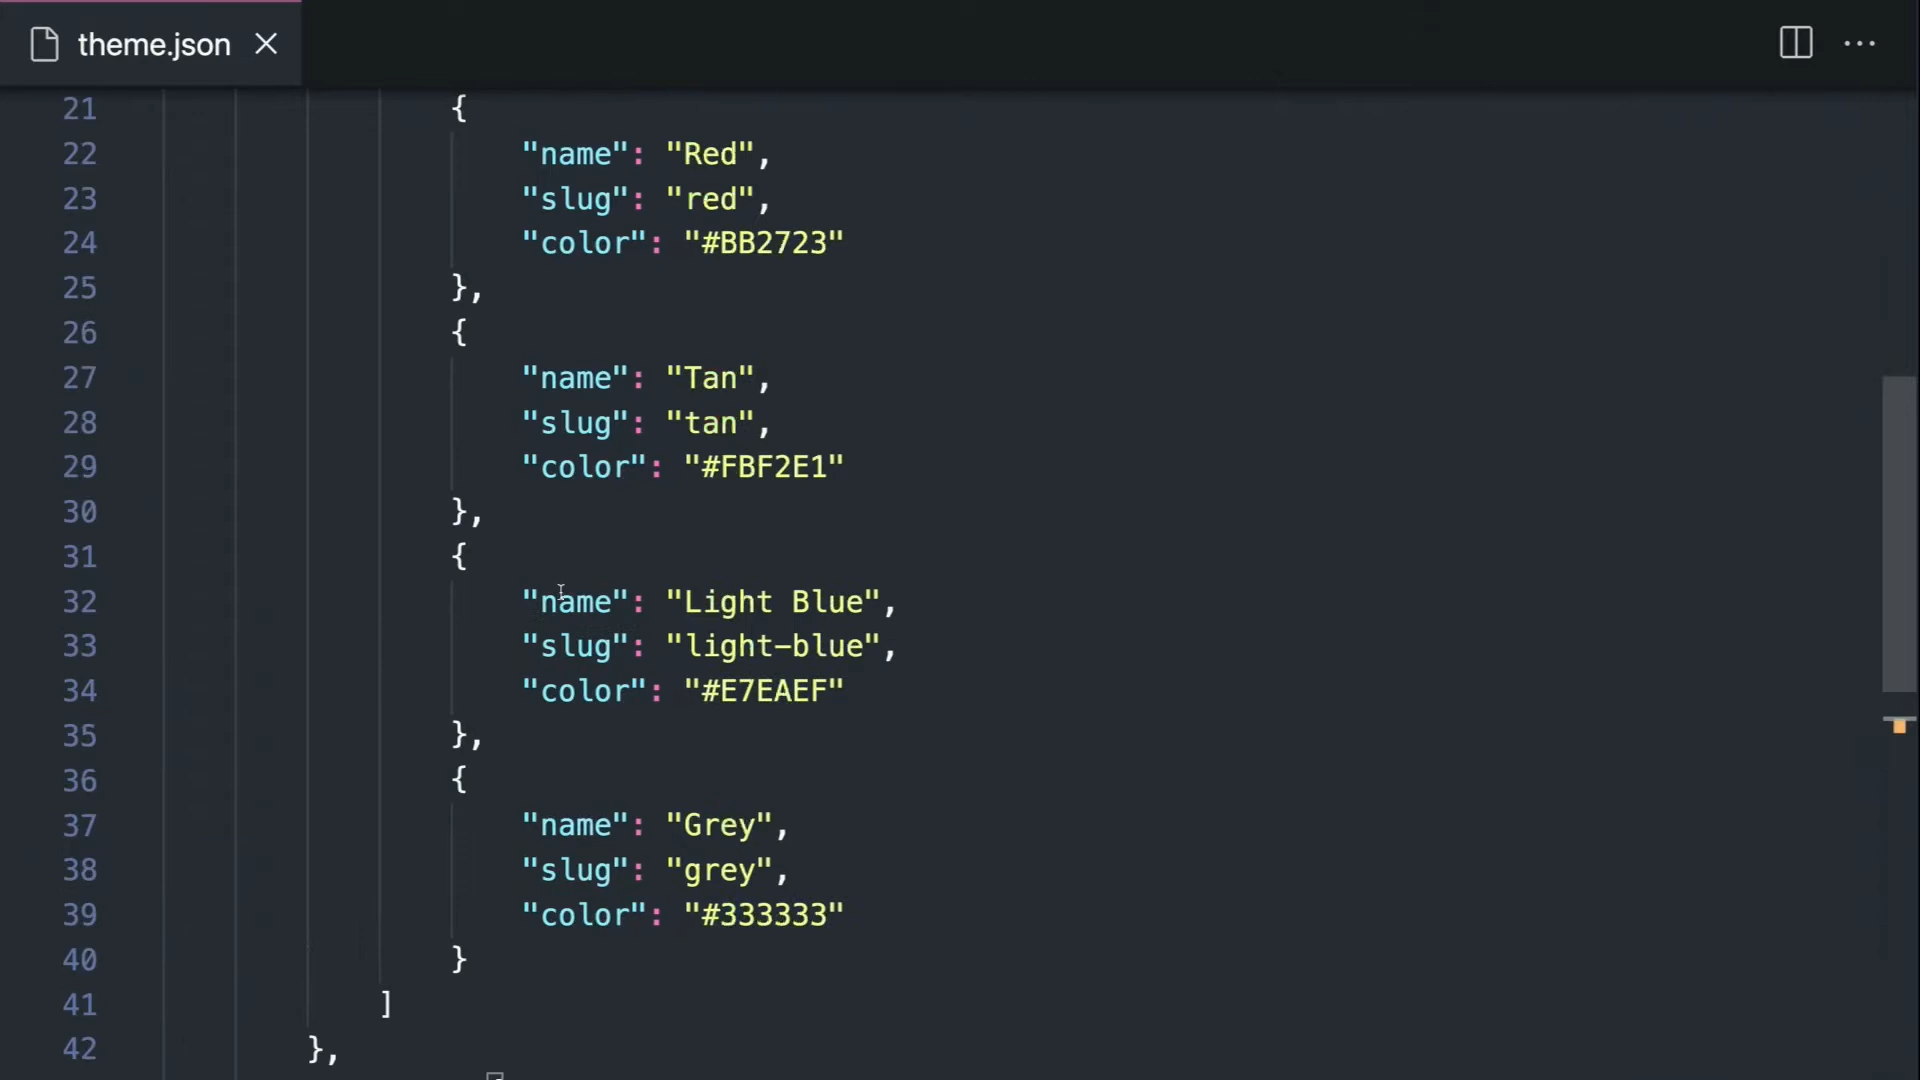 theme.json
21 {
22 "name": "Red",
23 "slug": "red",
24 "color": "#BB2723"
25 },
26 {
27 "name": "Tan",
28 "slug": "tan",
29 "color": "#FBF2E1"
30 },
31 {
32 "name": "Light Blue",
33 "slug": "light-blue",
34 "color": "#E7EAEF"
35 },
36 {
37 "name": "Grey",
38 "slug": "grey",
39 "color": "#333333"
40 }
41 ]
42 },